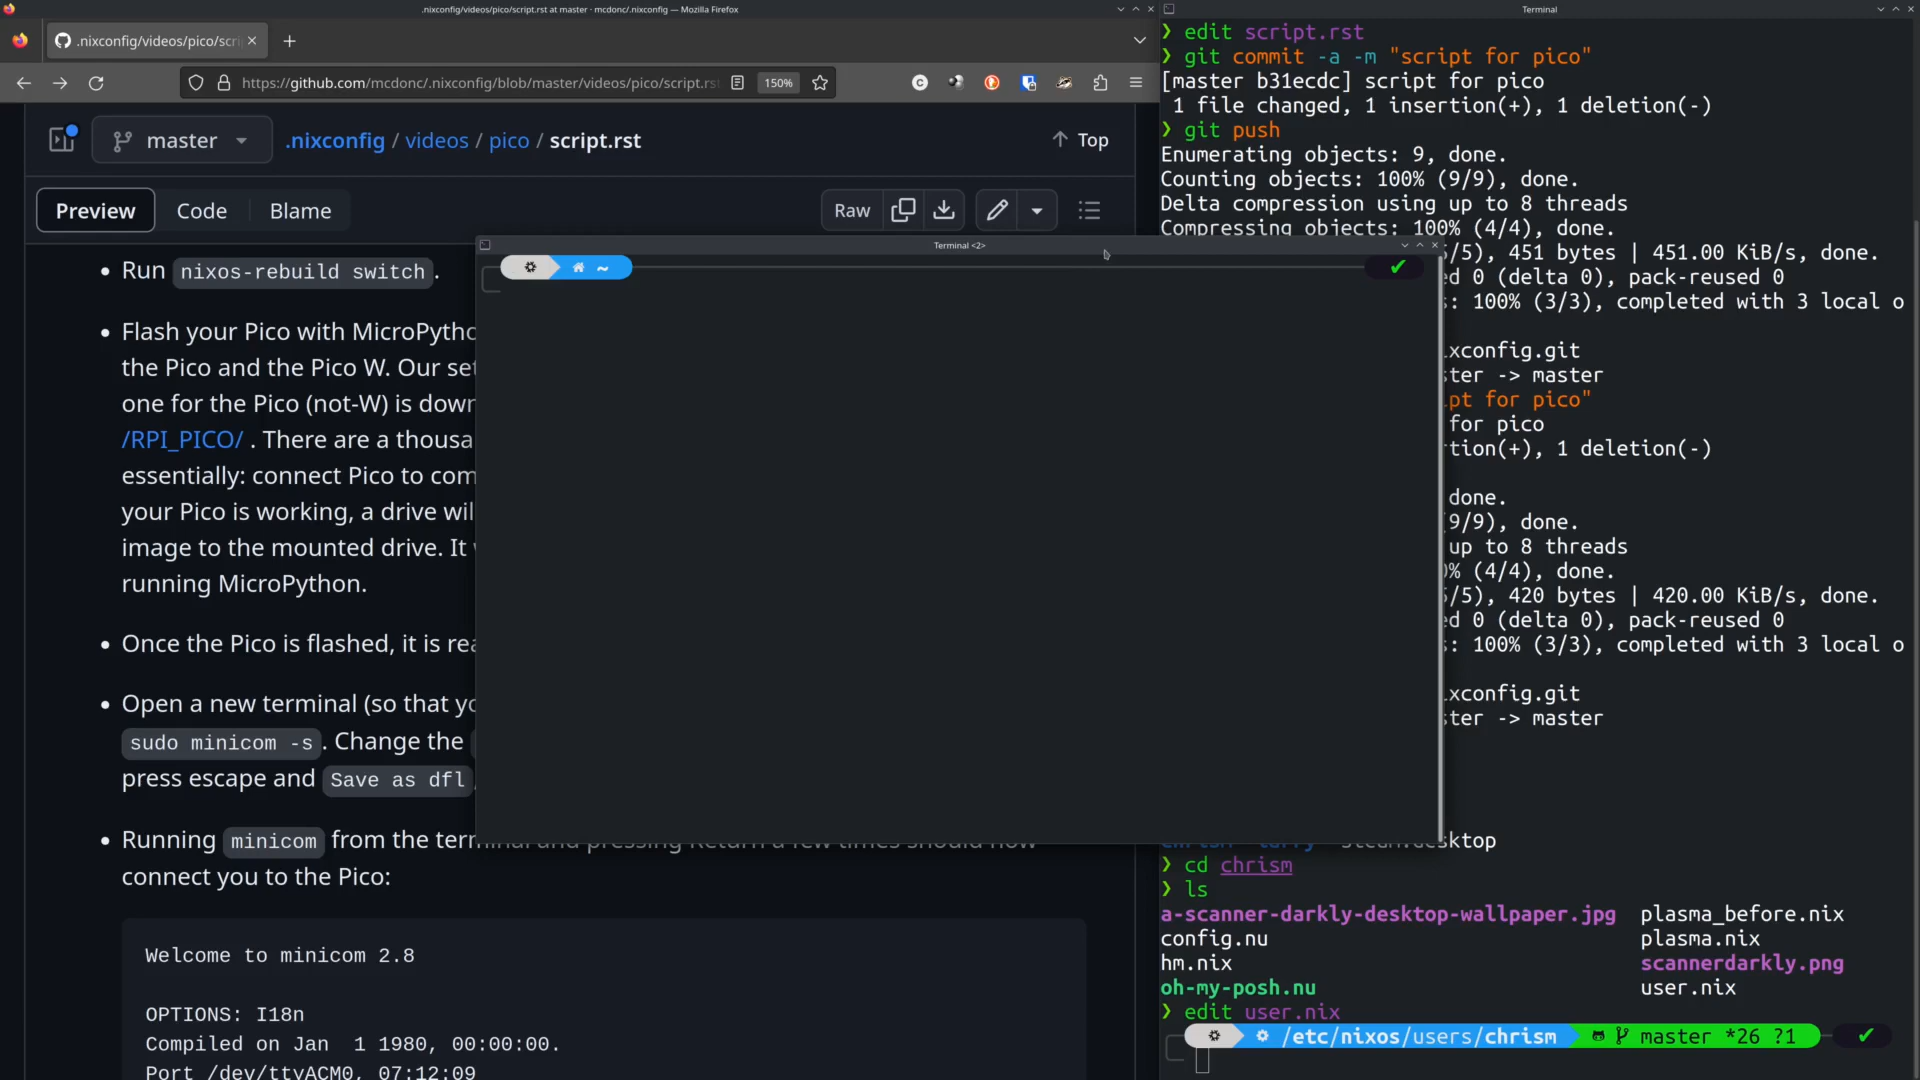 .nixconfig/videos/pico/script.rst at master · mcdonc/.nixconfig — Mozilla Firefox
.nixconfig/videos/pico/scri
https://github.com/mcdonc/.nixconfig/blob/master/videos/pico/script.rst
150%
master
.nixconfig / videos / pico / script.rst
Top
Preview
Code
Blame
Raw
• Run nixos-rebuild switch.
• Flash your Pico with MicroPytho
the Pico and the Pico W. Our set
one for the Pico (not-W) is down
/RPI_PICO/ . There are a thousa
essentially: connect Pico to com
your Pico is working, a drive wil
image to the mounted drive. It
running MicroPython.
• Once the Pico is flashed, it is rea
• Open a new terminal (so that yo
sudo minicom -s. Change the
press escape and Save as dfl
• Running minicom from the terminal and pressing Return a few times should now
connect you to the Pico:
Welcome to minicom 2.8
OPTIONS: I18n
Compiled on Jan  1 1980, 00:00:00.
Port /dev/ttyACM0, 07:12:09
Terminal <2>
~
✔
Terminal
❯ edit script.rst
❯ git commit -a -m "script for pico"
[master b31ecdc] script for pico
1 file changed, 1 insertion(+), 1 deletion(-)
❯ git push
Enumerating objects: 9, done.
Counting objects: 100% (9/9), done.
Delta compression using up to 8 threads
Compressing objects: 100% (4/4), done.
5/5), 451 bytes | 451.00 KiB/s, done.
ed 0 (delta 0), pack-reused 0
: 100% (3/3), completed with 3 local o
ixconfig.git
ster -> master
ipt for pico"
for pico
tion(+), 1 deletion(-)
done.
9/9), done.
up to 8 threads
% (4/4), done.
5/5), 420 bytes | 420.00 KiB/s, done.
ed 0 (delta 0), pack-reused 0
: 100% (3/3), completed with 3 local o
ixconfig.git
ster -> master
chrism larry steam.desktop
❯ cd chrism
❯ ls
a-scanner-darkly-desktop-wallpaper.jpg  plasma_before.nix
config.nu  plasma.nix
hm.nix  scannerdarkly.png
oh-my-posh.nu  user.nix
❯ edit user.nix
/etc/nixos/users/chrism  master *26 ?1  ✔